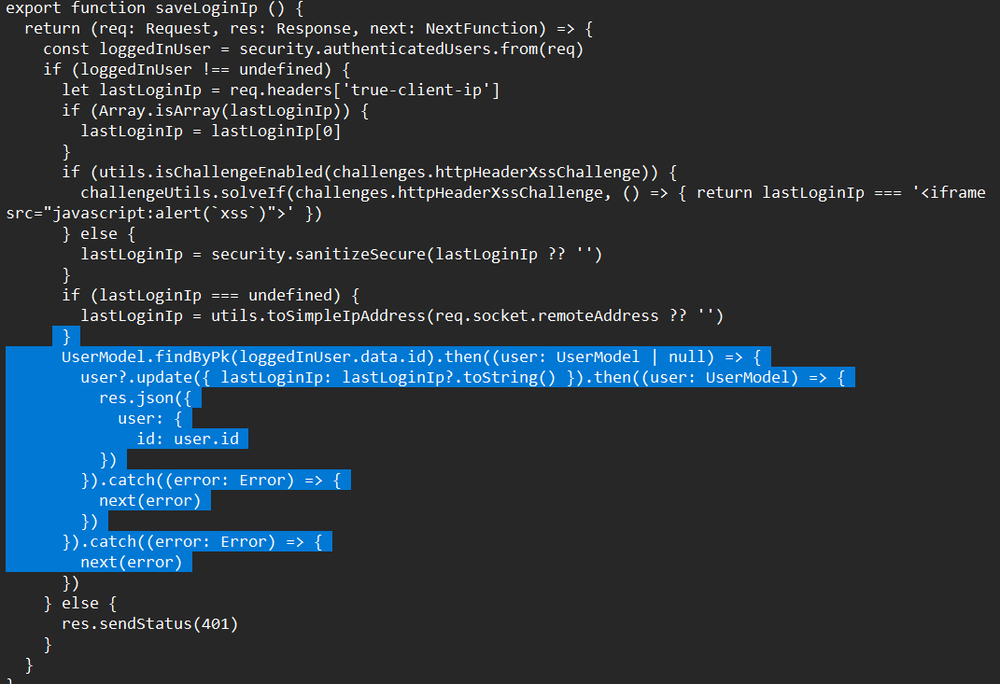 export function saveLoginIp () {
  return (req: Request, res: Response, next: NextFunction) => {
    const loggedInUser = security.authenticatedUsers.from(req)
    if (loggedInUser !== undefined) {
      let lastLoginIp = req.headers['true-client-ip']
      if (Array.isArray(lastLoginIp)) {
        lastLoginIp = lastLoginIp[0]
      }
      if (utils.isChallengeEnabled(challenges.httpHeaderXssChallenge)) {
        challengeUtils.solveIf(challenges.httpHeaderXssChallenge, () => { return lastLoginIp === '<iframe
src="javascript:alert(`xss`)">' })
      } else {
        lastLoginIp = security.sanitizeSecure(lastLoginIp ?? '')
      }
      if (lastLoginIp === undefined) {
        lastLoginIp = utils.toSimpleIpAddress(req.socket.remoteAddress ?? '')
      }
      UserModel.findByPk(loggedInUser.data.id).then((user: UserModel | null) => {
        user?.update({ lastLoginIp: lastLoginIp?.toString() }).then((user: UserModel) => {
          res.json({
            user: {
              id: user.id
          })
        }).catch((error: Error) => {
          next(error)
        })
      }).catch((error: Error) => {
        next(error)
      })
    } else {
      res.sendStatus(401)
    }
  }
}